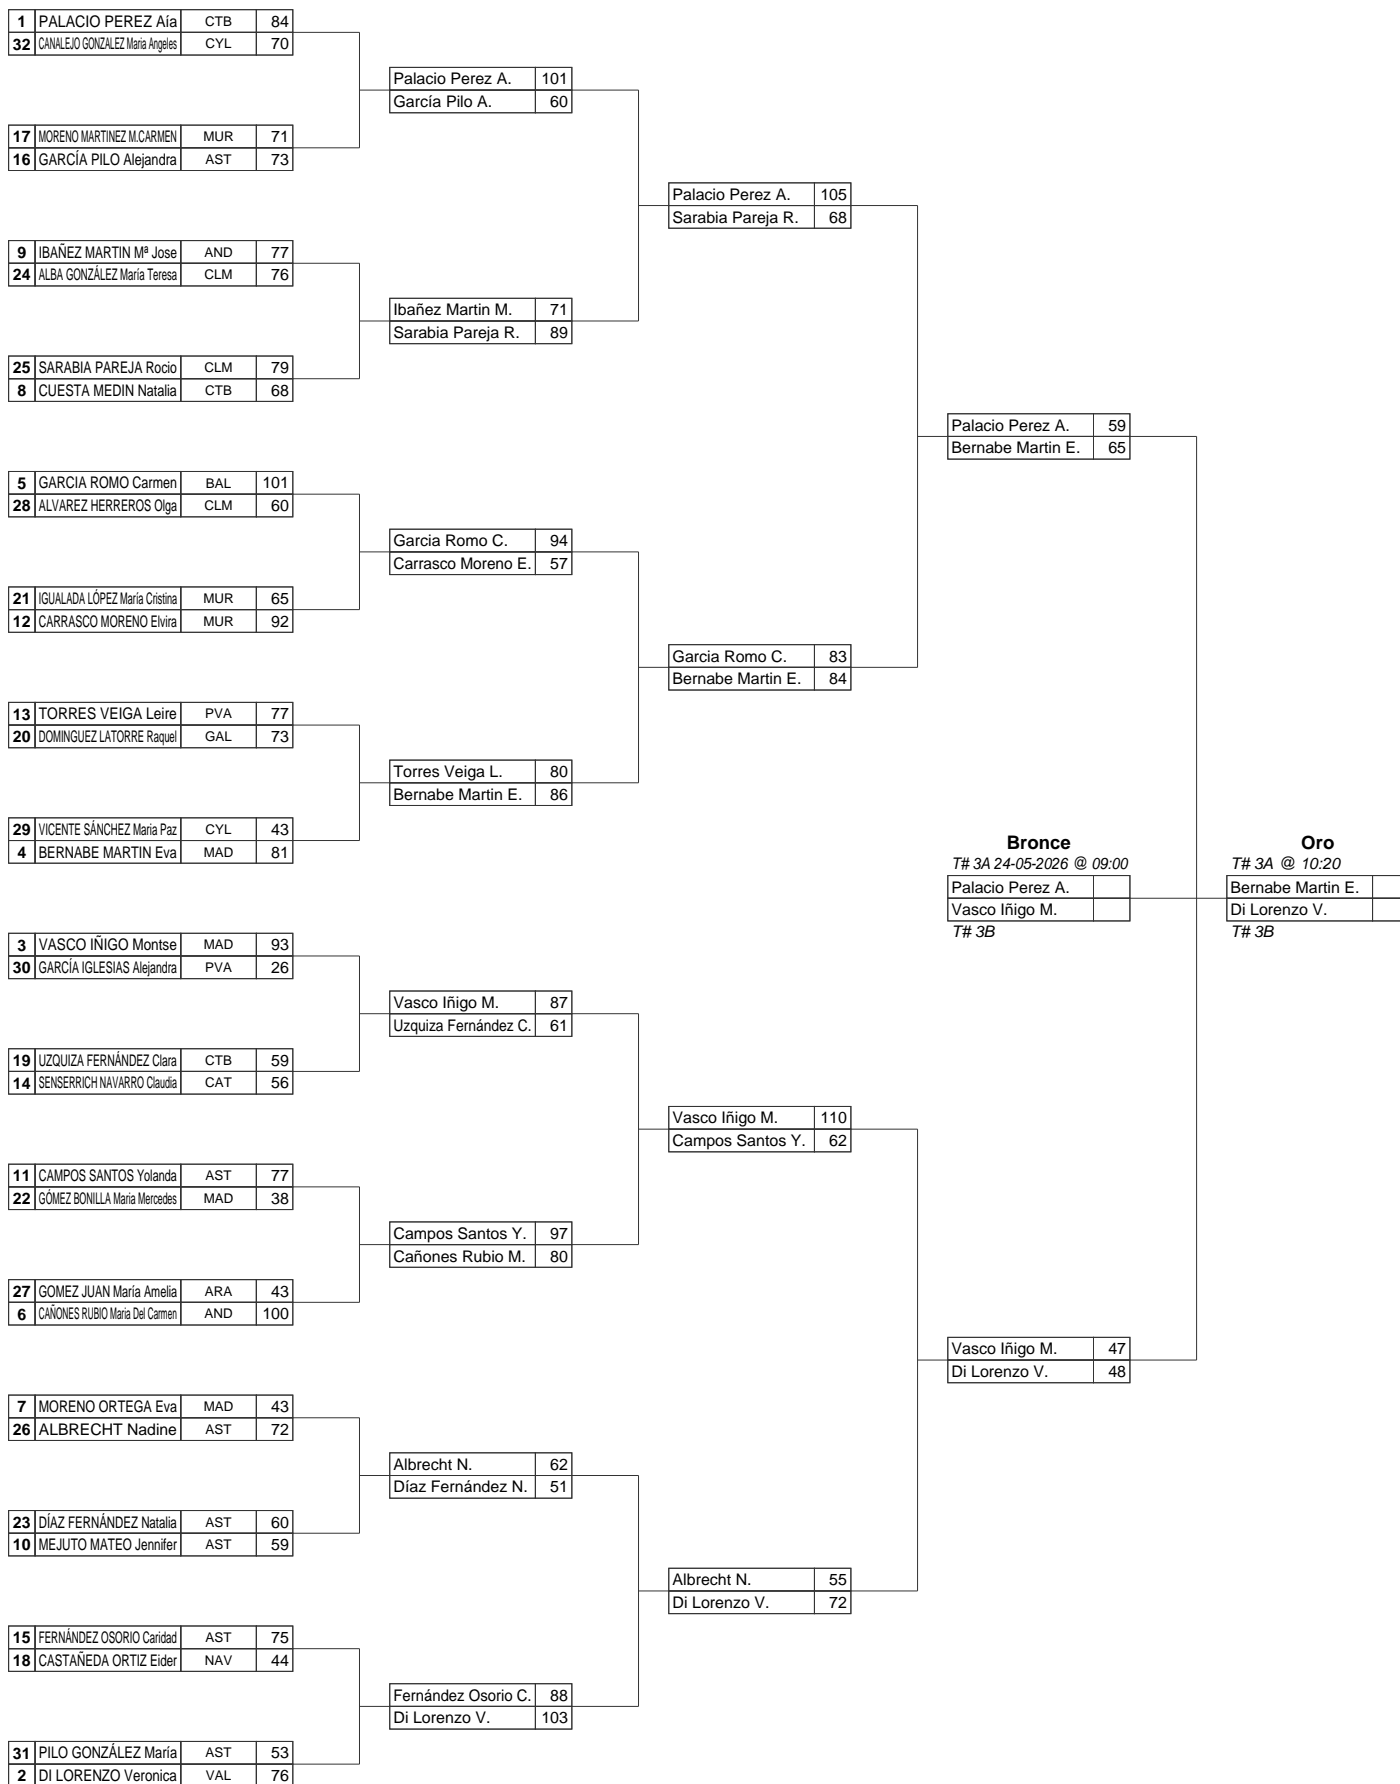 1 PALACIO PEREZ Aía CTB 84
32 CANALEJO GONZALEZ Maria Angeles CYL 70
17 MORENO MARTINEZ M.CARMEN MUR 71
16 GARCÍA PILO Alejandra AST 73
9 IBAÑEZ MARTIN Mª Jose AND 77
24 ALBA GONZÁLEZ María Teresa CLM 76
25 SARABIA PAREJA Rocio CLM 79
8 CUESTA MEDIN Natalia CTB 68
5 GARCIA ROMO Carmen BAL 101
28 ALVAREZ HERREROS Olga CLM 60
21 IGUALADA LÓPEZ María Cristina MUR 65
12 CARRASCO MORENO Elvira MUR 92
13 TORRES VEIGA Leire PVA 77
20 DOMINGUEZ LATORRE Raquel GAL 73
29 VICENTE SÁNCHEZ Maria Paz CYL 43
4 BERNABE MARTIN Eva MAD 81
3 VASCO IÑIGO Montse MAD 93
30 GARCÍA IGLESIAS Alejandra PVA 26
19 UZQUIZA FERNÁNDEZ Clara CTB 59
14 SENSERRICH NAVARRO Claudia CAT 56
11 CAMPOS SANTOS Yolanda AST 77
22 GÓMEZ BONILLA Maria Mercedes MAD 38
27 GOMEZ JUAN María Amelia ARA 43
6 CAÑONES RUBIO Maria Del Carmen AND 100
7 MORENO ORTEGA Eva MAD 43
26 ALBRECHT Nadine AST 72
23 DÍAZ FERNÁNDEZ Natalia AST 60
10 MEJUTO MATEO Jennifer AST 59
15 FERNÁNDEZ OSORIO Caridad AST 75
18 CASTAÑEDA ORTIZ Eider NAV 44
31 PILO GONZÁLEZ María AST 53
2 DI LORENZO Veronica VAL 76
Palacio Perez A. 101
García Pilo A. 60
Ibañez Martin M. 71
Sarabia Pareja R. 89
Garcia Romo C. 94
Carrasco Moreno E. 57
Torres Veiga L. 80
Bernabe Martin E. 86
Vasco Iñigo M. 87
Uzquiza Fernández C. 61
Campos Santos Y. 97
Cañones Rubio M. 80
Albrecht N. 62
Díaz Fernández N. 51
Fernández Osorio C. 88
Di Lorenzo V. 103
Palacio Perez A. 105
Sarabia Pareja R. 68
Garcia Romo C. 83
Bernabe Martin E. 84
Vasco Iñigo M. 110
Campos Santos Y. 62
Albrecht N. 55
Di Lorenzo V. 72
Palacio Perez A. 59
Bernabe Martin E. 65
Vasco Iñigo M. 47
Di Lorenzo V. 48
Bronce
T# 3A 24-05-2026 @ 09:00
Palacio Perez A.
Vasco Iñigo M.
T# 3B
Oro
T# 3A @ 10:20
Bernabe Martin E.
Di Lorenzo V.
T# 3B